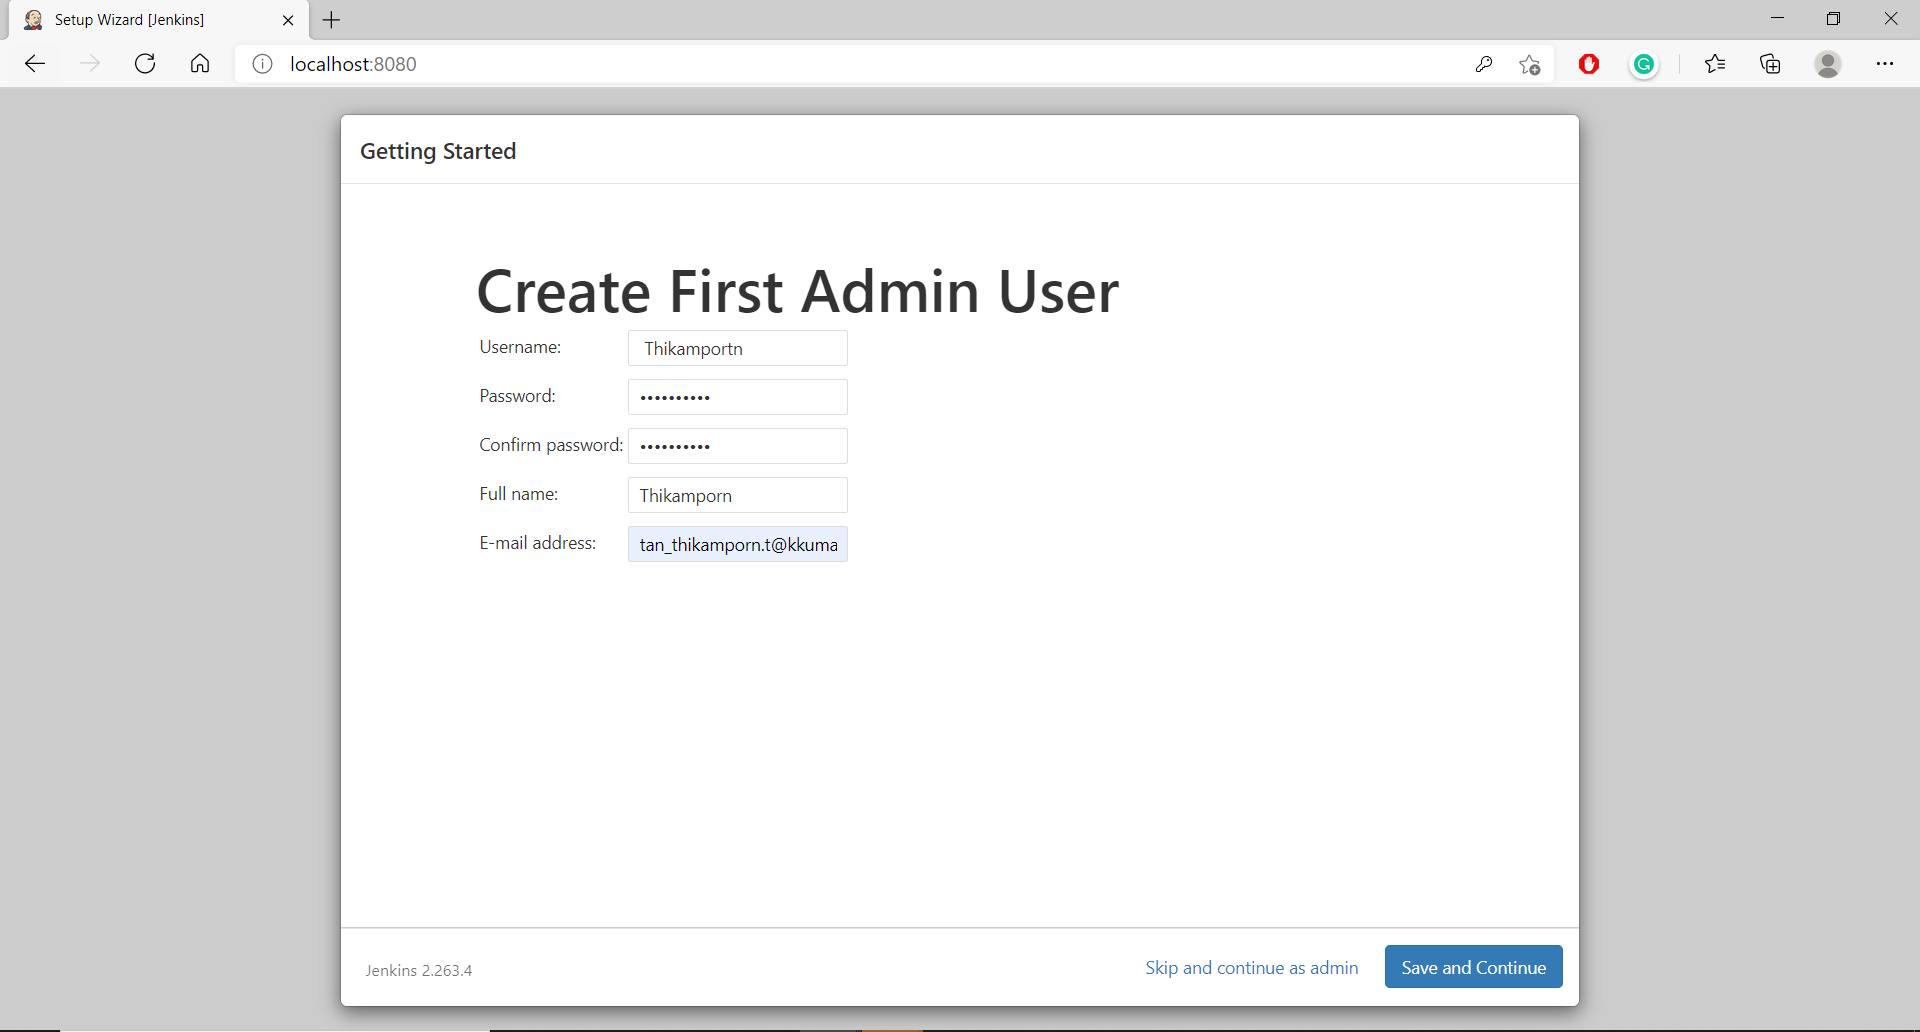 Setup Wizard [Jenkins]
localhost:8080
Getting Started
Create First Admin User
Username: Thikamportn
Password: ••••••••••
Confirm password: ••••••••••
Full name: Thikamporn
E-mail address: tan_thikamporn.t@kkuma
Jenkins 2.263.4
Skip and continue as admin
Save and Continue